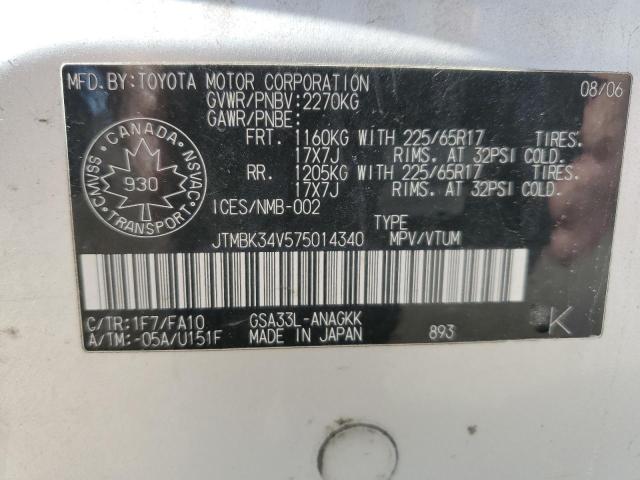 MFD.BY:TOYOTA MOTOR CORPORATION 08/06
GVWR/PNBV:2270KG
GAWR/PNBE:
FRT. 1160KG WITH 225/65R17 TIRES.
17X7J RIMS. AT 32PSI COLD.
RR. 1205KG WITH 225/65R17 TIRES.
17X7J RIMS. AT 32PSI COLD.
ICES/NMB-002
CANADA
CMVSS 930 NSVAC
TRANSPORT
JTMBK34V575014340 MPV/VTUM
C/TR:1F7/FA10 GSA33L-ANAGKK
A/TM:-05A/U151F MADE IN JAPAN 893
K